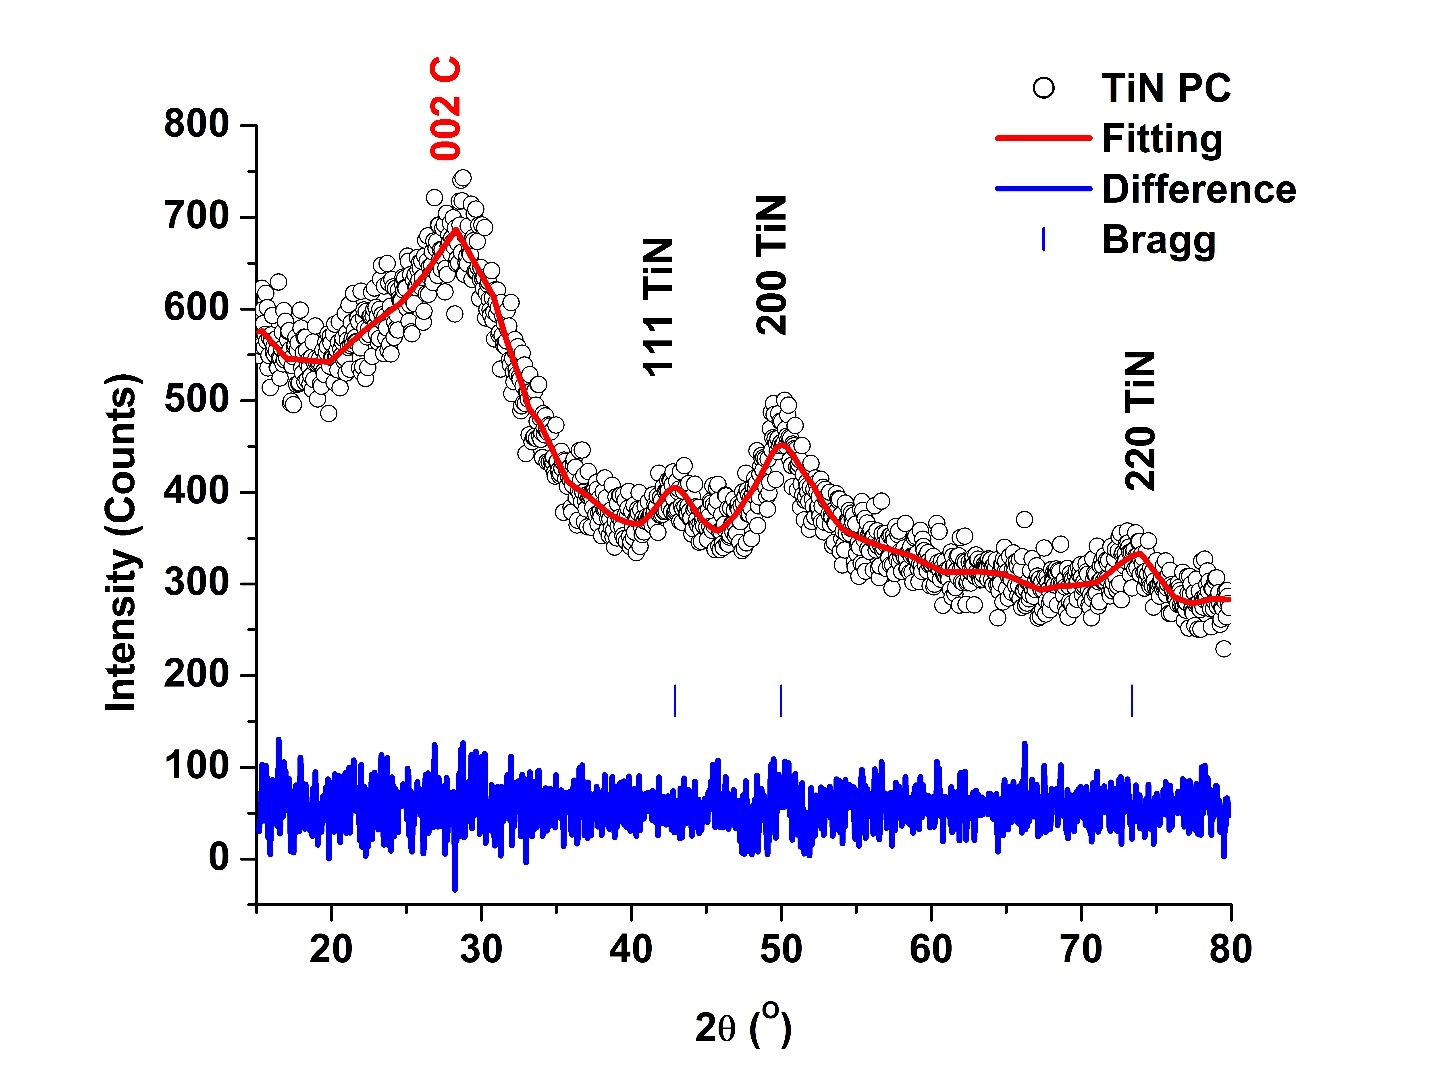 002 C
TiN PC
Fitting
Difference
Bragg
111 TiN
200 TiN
220 TiN
800
700
600
500
400
300
200
100
0
Intensity (Counts)
20 30 40 50 60 70 80
2θ (°)